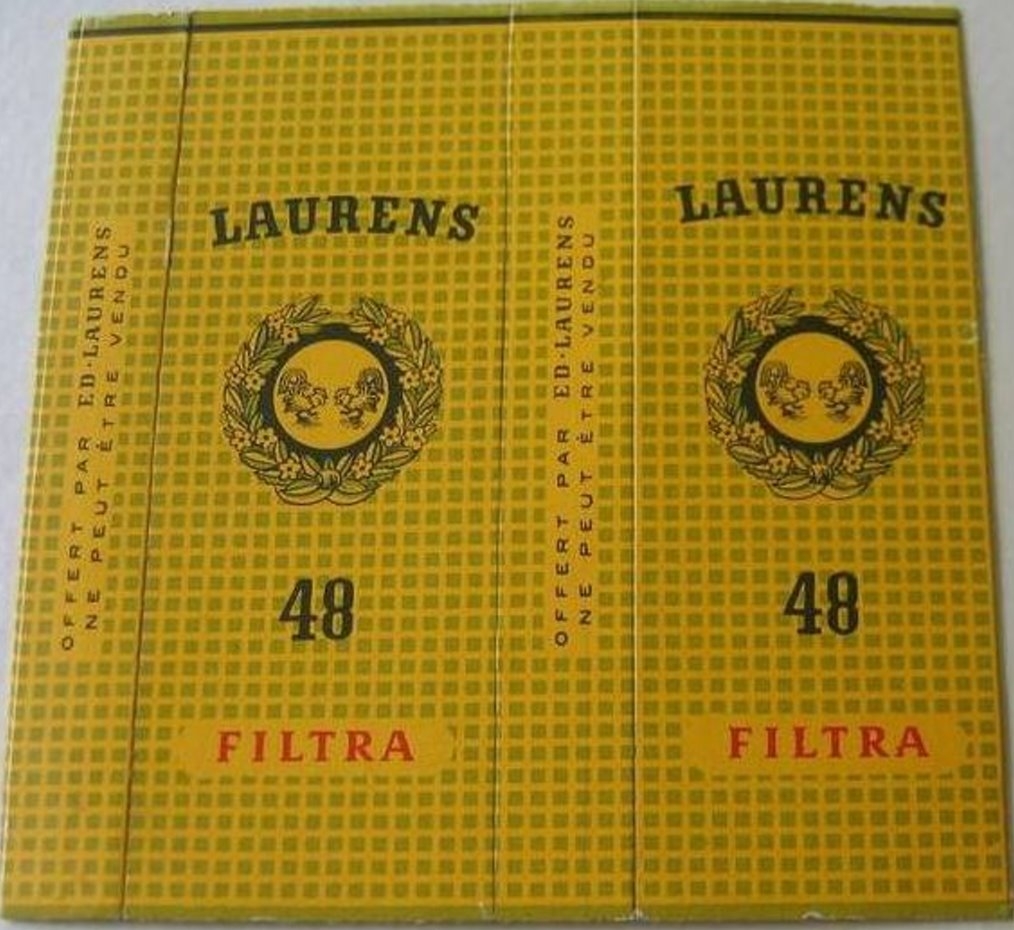 OFFERT PAR ED·LAURENS
NE PEUT ÊTRE VENDU
LAURENS
48
FILTRA
OFFERT PAR ED·LAURENS
NE PEUT ÊTRE VENDU
LAURENS
48
FILTRA